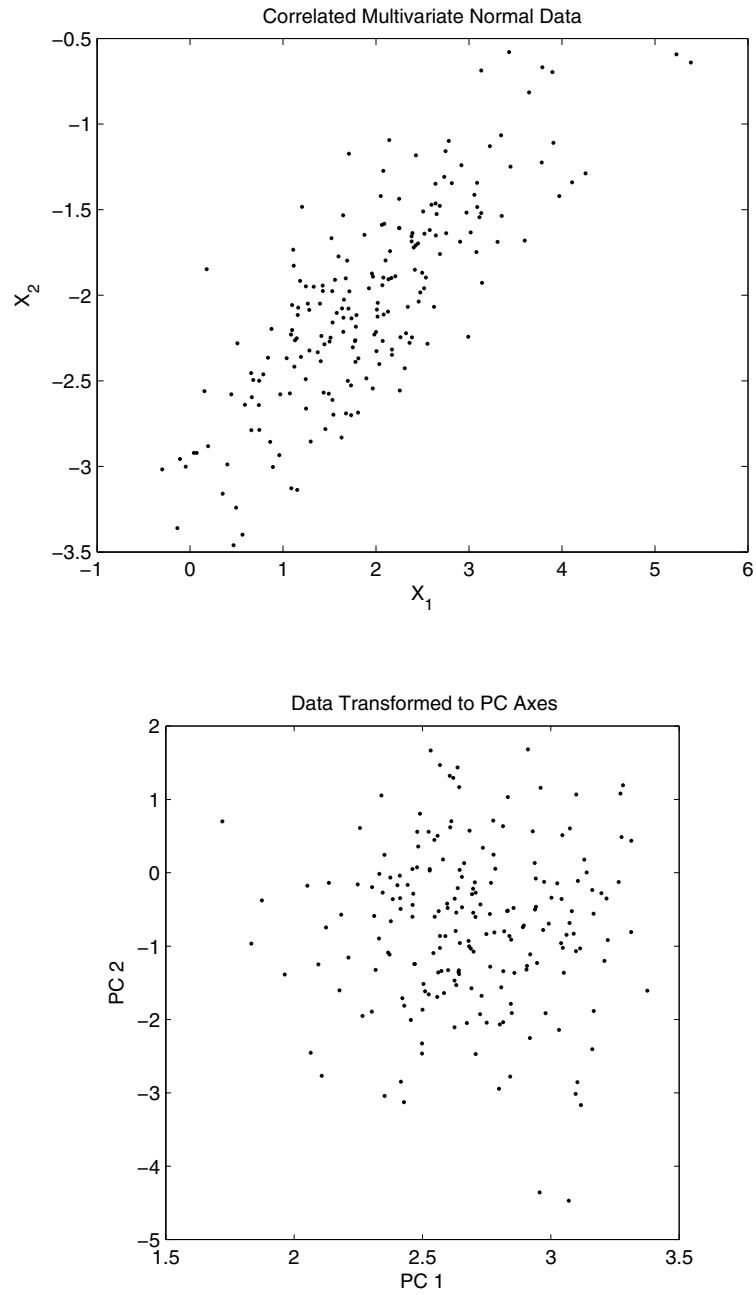 Correlated Multivariate Normal Data
−0.5
−1
−1.5
−2
−2.5
−3
−3.5
X2
−1 0 1 2 3 4 5 6
X1
Data Transformed to PC Axes
2
1
0
−1
−2
−3
−4
−5
PC 2
1.5 2 2.5 3 3.5
PC 1